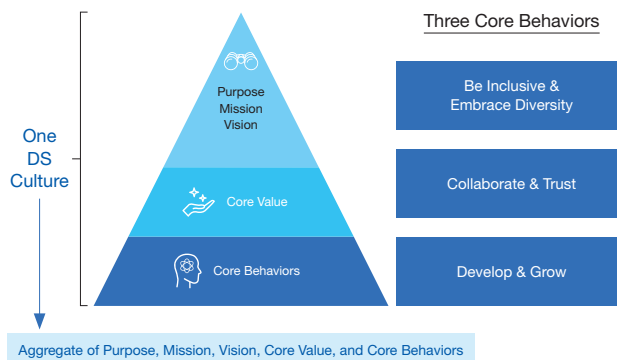 Three Core Behaviors
Purpose
Mission
Vision
Be Inclusive &
Embrace Diversity
One
DS
Culture
Core Value
Collaborate & Trust
Core Behaviors
Develop & Grow
Aggregate of Purpose, Mission, Vision, Core Value, and Core Behaviors